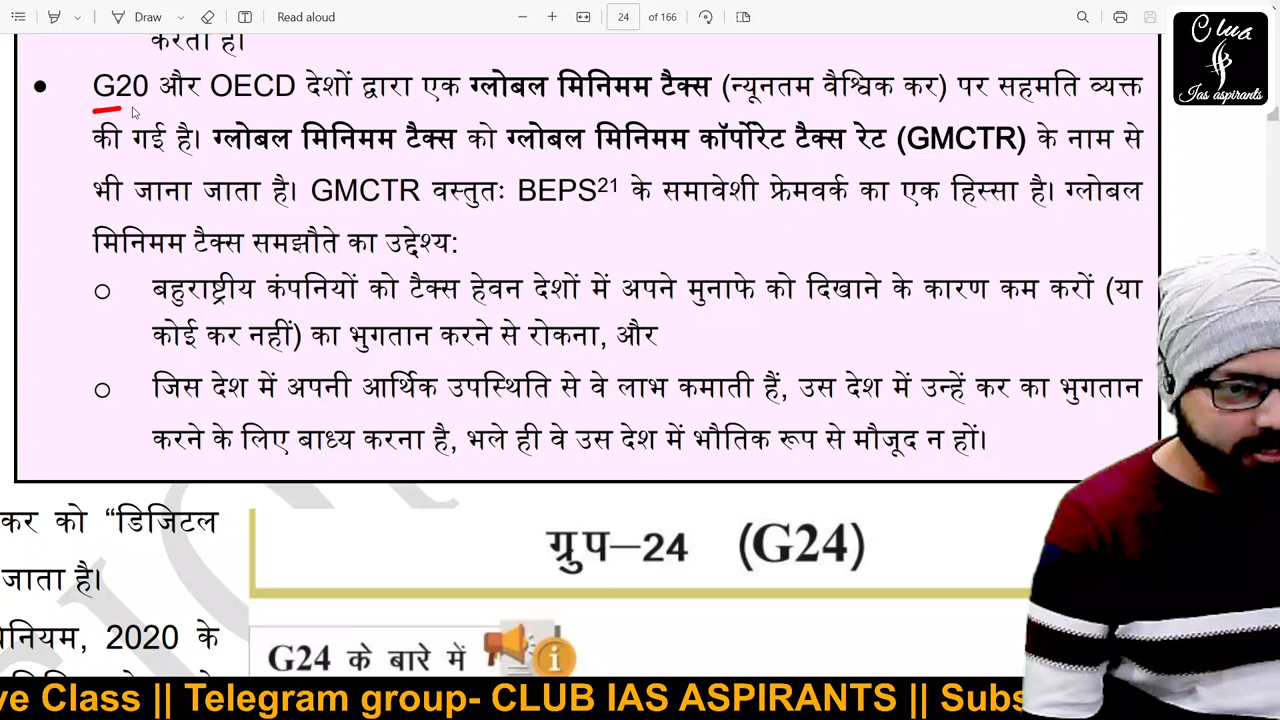 Draw
Read aloud
24
of 166
Club
Ias aspirants
करता है।
G20 और OECD देशों द्वारा एक ग्लोबल मिनिमम टैक्स (न्यूनतम वैश्विक कर) पर सहमति व्यक्त
की गई है। ग्लोबल मिनिमम टैक्स को ग्लोबल मिनिमम कॉर्पोरेट टैक्स रेट (GMCTR) के नाम से
भी जाना जाता है। GMCTR वस्तुतः BEPS21 के समावेशी फ्रेमवर्क का एक हिस्सा है। ग्लोबल
मिनिमम टैक्स समझौते का उद्देश्य:
बहुराष्ट्रीय कंपनियों को टैक्स हेवन देशों में अपने मुनाफे को दिखाने के कारण कम करों (या
कोई कर नहीं) का भुगतान करने से रोकना, और
जिस देश में अपनी आर्थिक उपस्थिति से वे लाभ कमाती हैं, उस देश में उन्हें कर का भुगतान
करने के लिए बाध्य करना है, भले ही वे उस देश में भौतिक रूप से मौजूद न हों।
कर को “डिजिटल
जाता है।
2020 के
ग्रुप–24 (G24)
G24 के बारे में
ve Class || Telegram group- CLUB IAS ASPIRANTS || Subs